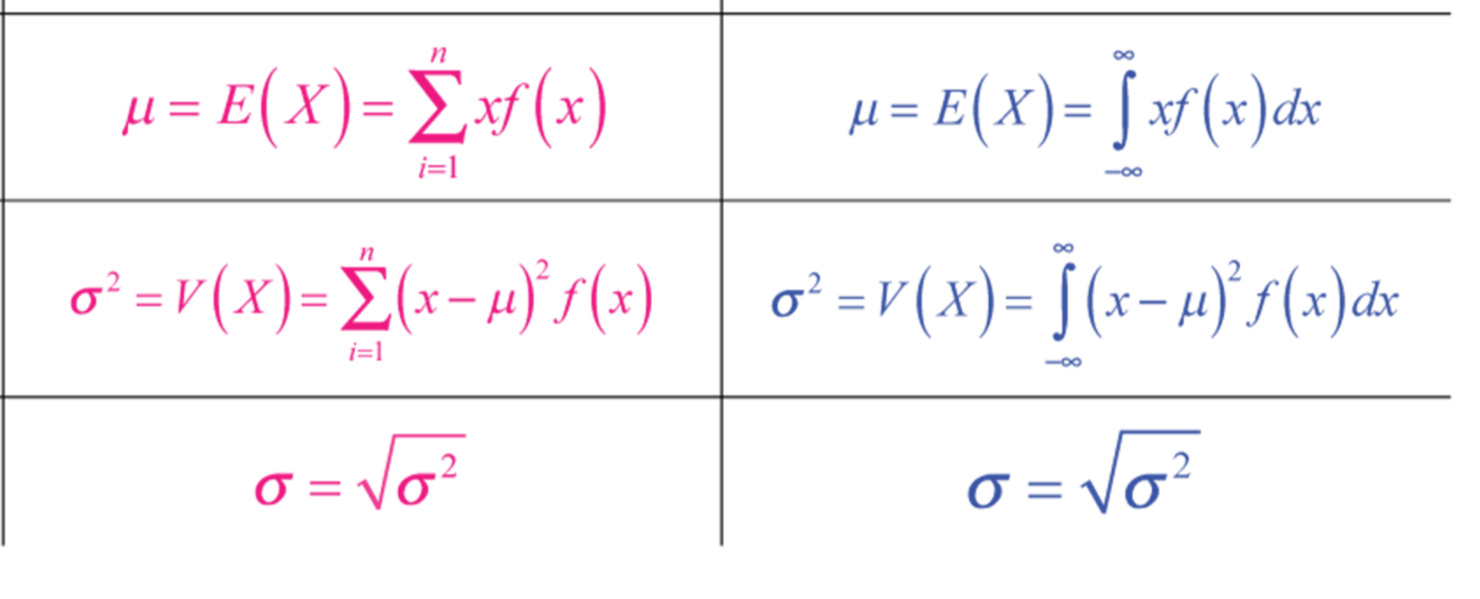 μ = E(X) = ∑_{i=1}^{n} xf(x)
μ = E(X) = ∫_{-∞}^{∞} xf(x)dx
σ² = V(X) = ∑_{i=1}^{n} (x − μ)² f(x)
σ² = V(X) = ∫_{-∞}^{∞} (x − μ)² f(x)dx
σ = √σ²
σ = √σ²